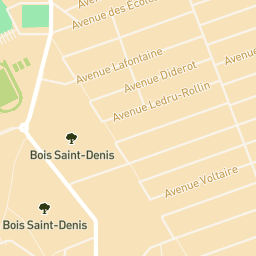 Avenue des Écoles
Avenue Lafontaine
Avenue Diderot
Avenue Ledru-Rollin
Bois Saint-Denis
Avenue Voltaire
Bois Saint-Denis